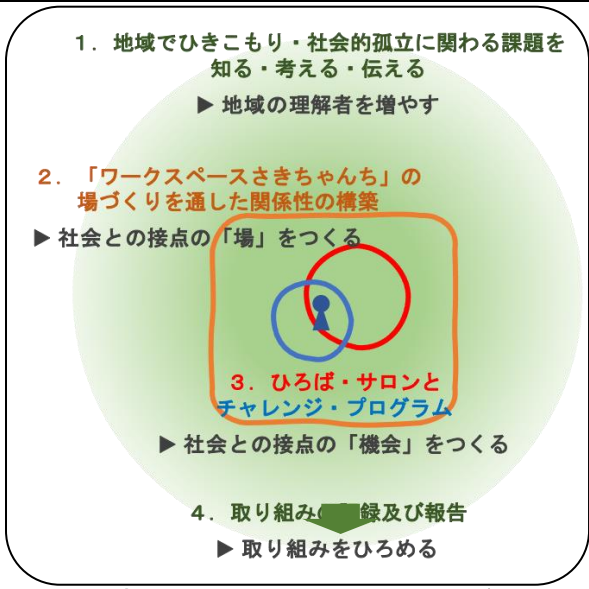 1．地域でひきこもり・社会的孤立に関わる課題を
知る・考える・伝える
▶ 地域の理解者を増やす
2．「ワークスペースさきちゃんち」の
場づくりを通した関係性の構築
▶ 社会との接点の「場」をつくる
3．ひろば・サロンと
チャレンジ・プログラム
▶ 社会との接点の「機会」をつくる
4．取り組み 録及び報告
▶ 取り組みをひろめる